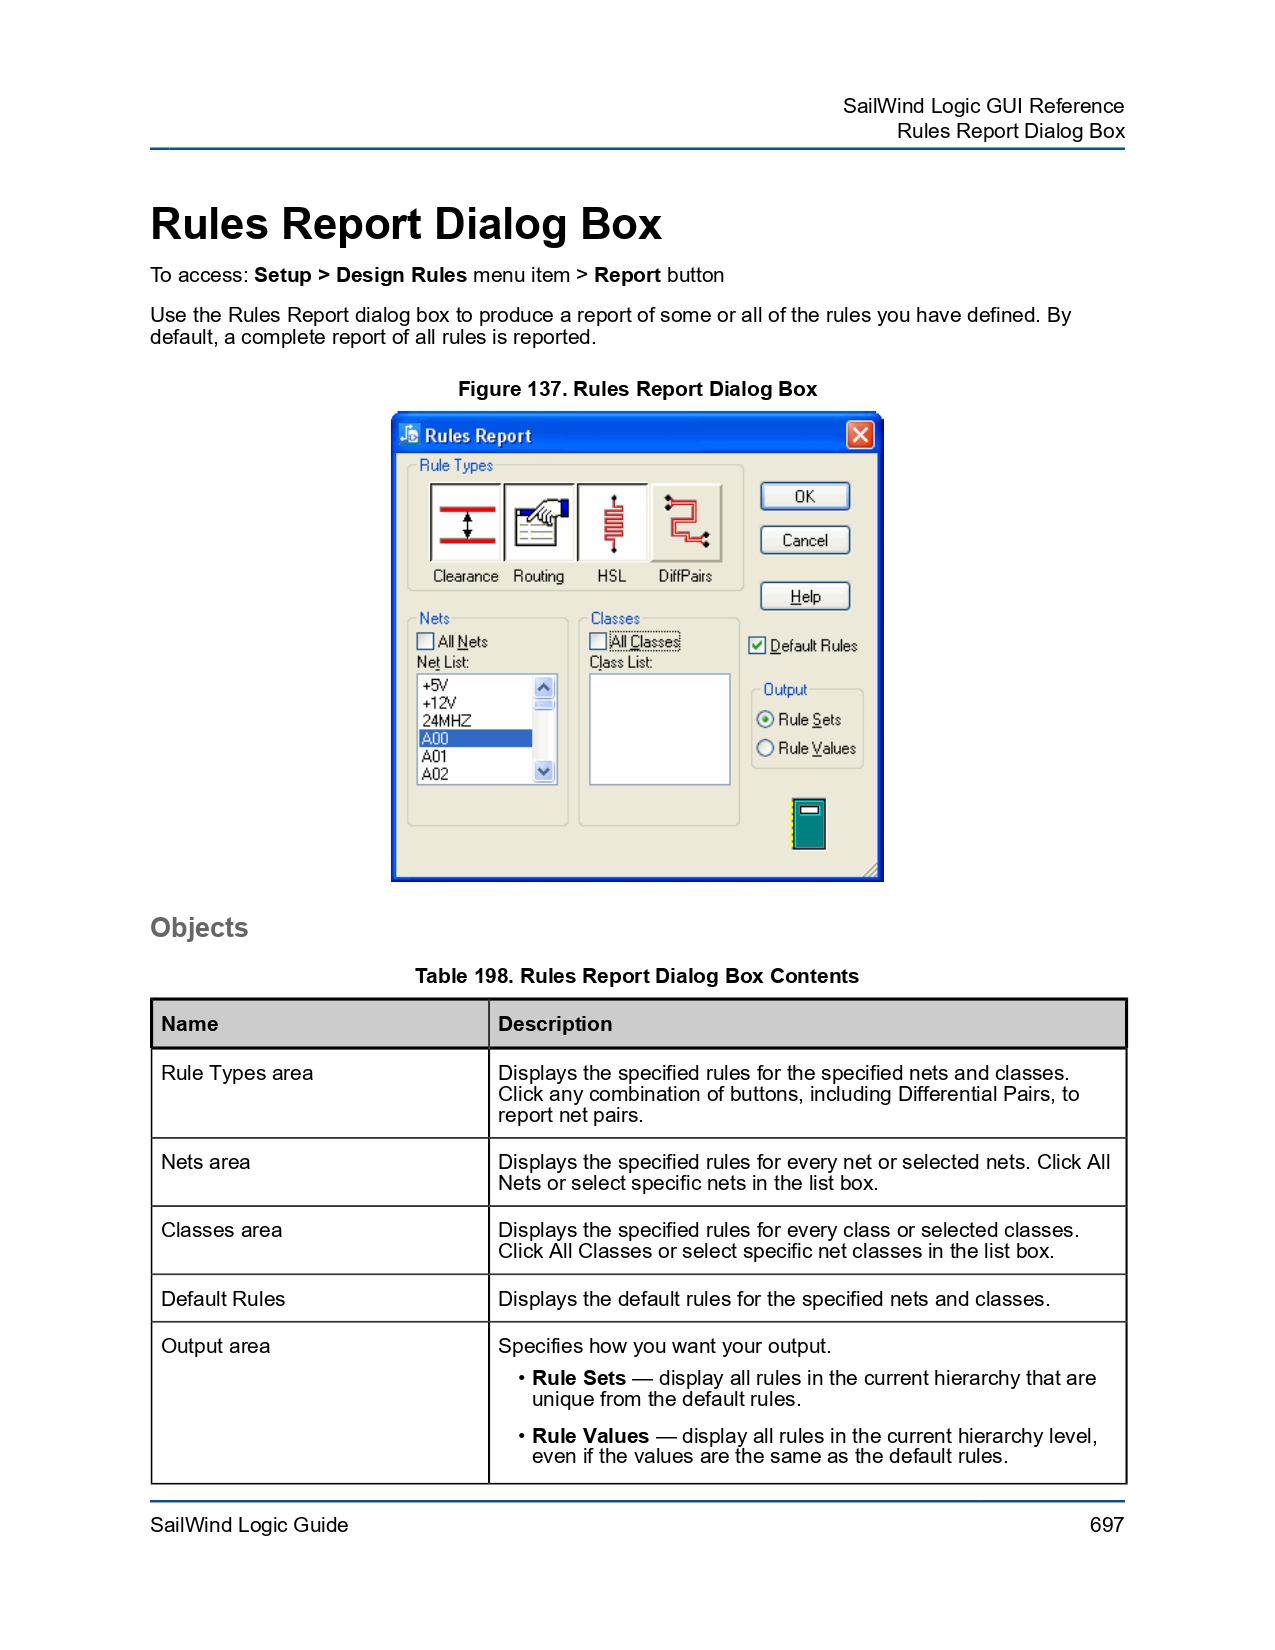 SailWind Logic GUI Reference
Rules Report Dialog Box
Rules Report Dialog Box
To access: Setup > Design Rules menu item > Report button
Use the Rules Report dialog box to produce a report of some or all of the rules you have defined. By
default, a complete report of all rules is reported.
Figure 137. Rules Report Dialog Box
Rules Report
Rule Types
Clearance Routing HSL DiffPairs
OK
Cancel
Help
Nets
All Nets
Net List:
+5V
+12V
24MHZ
A00
A01
A02
Classes
All Classes
Class List:
Default Rules
Output
Rule Sets
Rule Values
Objects
Table 198. Rules Report Dialog Box Contents
Name Description
Rule Types area Displays the specified rules for the specified nets and classes.
Click any combination of buttons, including Differential Pairs, to
report net pairs.
Nets area Displays the specified rules for every net or selected nets. Click All
Nets or select specific nets in the list box.
Classes area Displays the specified rules for every class or selected classes.
Click All Classes or select specific net classes in the list box.
Default Rules Displays the default rules for the specified nets and classes.
Output area Specifies how you want your output.
• Rule Sets — display all rules in the current hierarchy that are
unique from the default rules.
• Rule Values — display all rules in the current hierarchy level,
even if the values are the same as the default rules.
SailWind Logic Guide 697